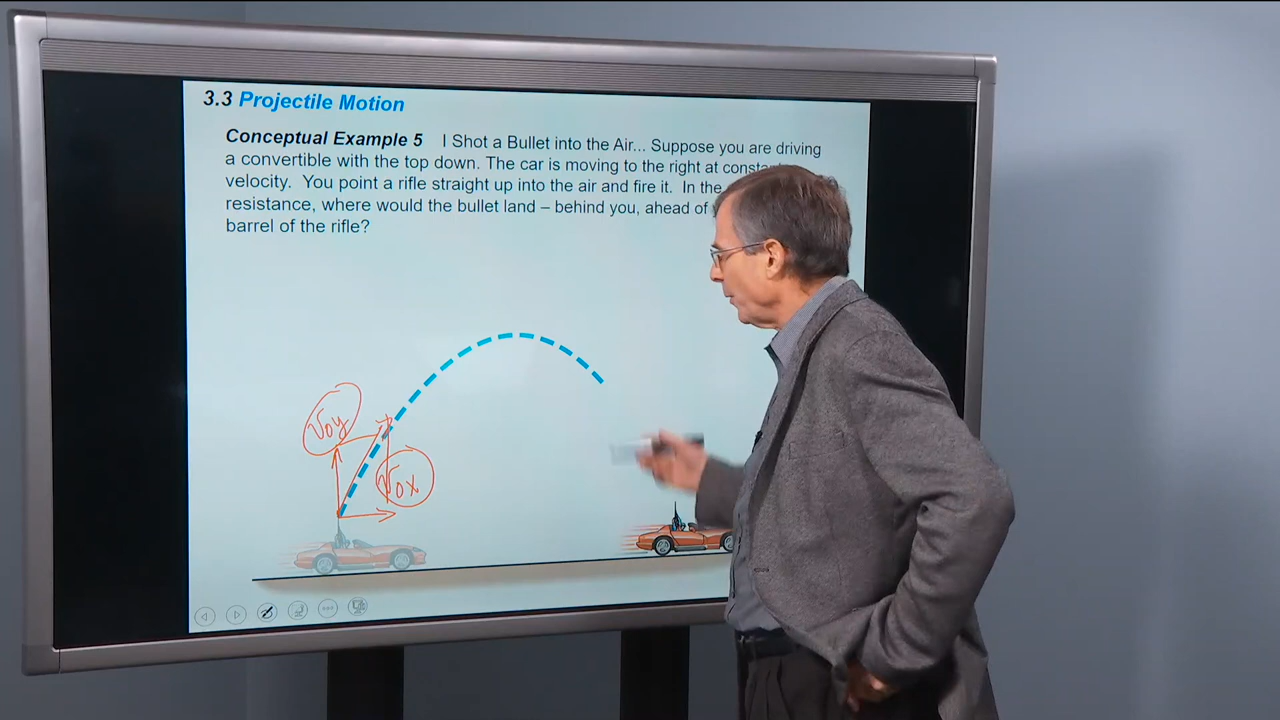 3.3 Projectile Motion
Conceptual Example 5 I Shot a Bullet into the Air... Suppose you are driving
a convertible with the top down. The car is moving to the right at
velocity. You point a rifle straight up into the air and fire it. In the
resistance, where would the bullet land – behind you, ahead of
barrel of the rifle?
v0y
v0x